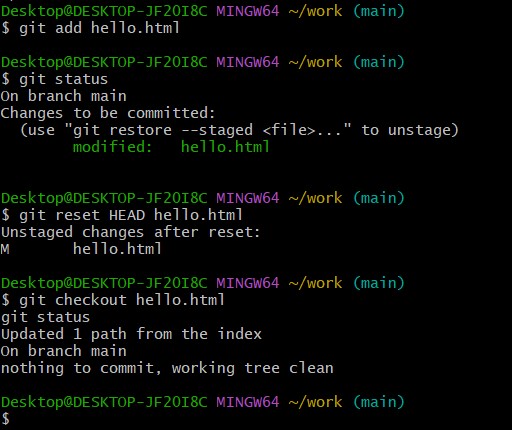 Desktop@DESKTOP-JF2OI8C MINGW64 ~/work (main)
$ git add hello.html
Desktop@DESKTOP-JF2OI8C MINGW64 ~/work (main)
$ git status
On branch main
Changes to be committed:
  (use "git restore --staged <file>..." to unstage)
        modified:   hello.html
Desktop@DESKTOP-JF2OI8C MINGW64 ~/work (main)
$ git reset HEAD hello.html
Unstaged changes after reset:
M       hello.html
Desktop@DESKTOP-JF2OI8C MINGW64 ~/work (main)
$ git checkout hello.html
git status
Updated 1 path from the index
On branch main
nothing to commit, working tree clean
Desktop@DESKTOP-JF2OI8C MINGW64 ~/work (main)
$